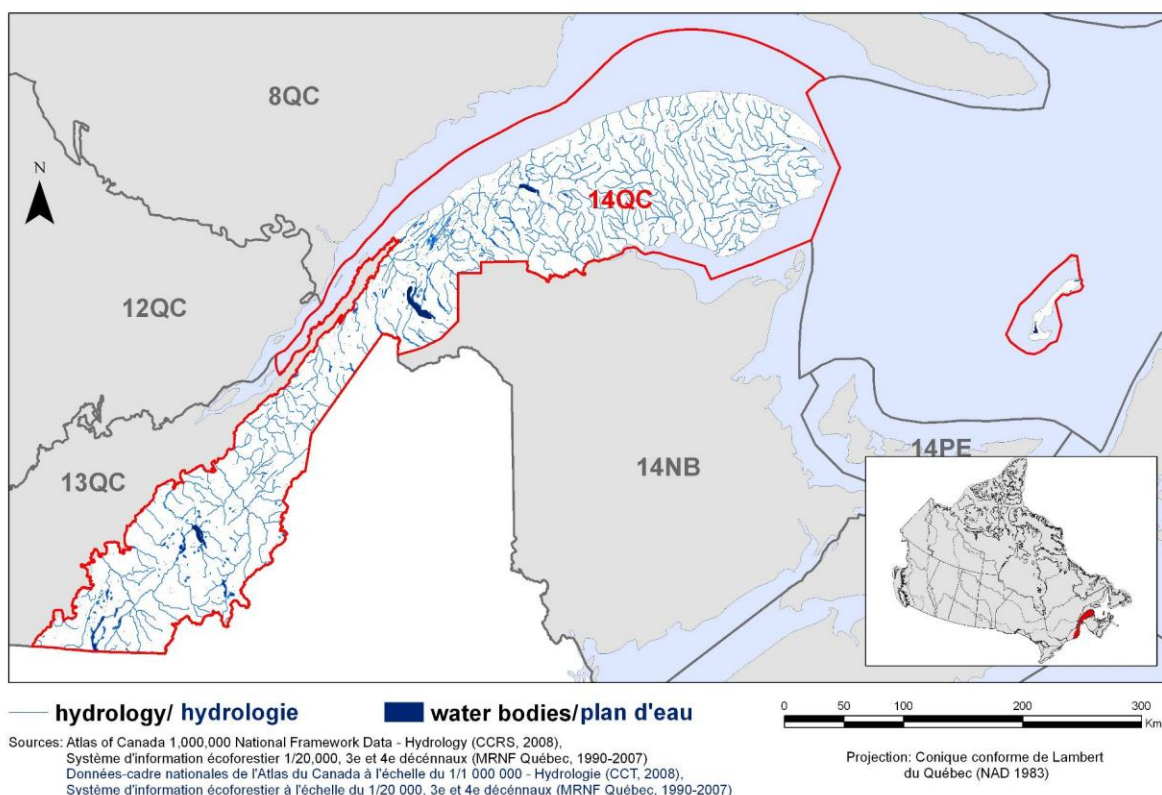 8QC
N
14QC
12QC
13QC
14NB
14PE
hydrology/ hydrologie
water bodies/plan d'eau
0 50 100 200 300
Km
Sources: Atlas of Canada 1,000,000 National Framework Data - Hydrology (CCRS, 2008),
Système d'information écoforestier 1/20,000, 3e et 4e décénnaux (MRNF Québec, 1990-2007)
Données-cadre nationales de l'Atlas du Canada à l'échelle du 1/1 000 000 - Hydrologie (CCT, 2008),
Système d'information écoforestier à l'échelle du 1/20 000, 3e et 4e décénnaux (MRNF Québec, 1990-2007)
Projection: Conique conforme de Lambert
du Québec (NAD 1983)